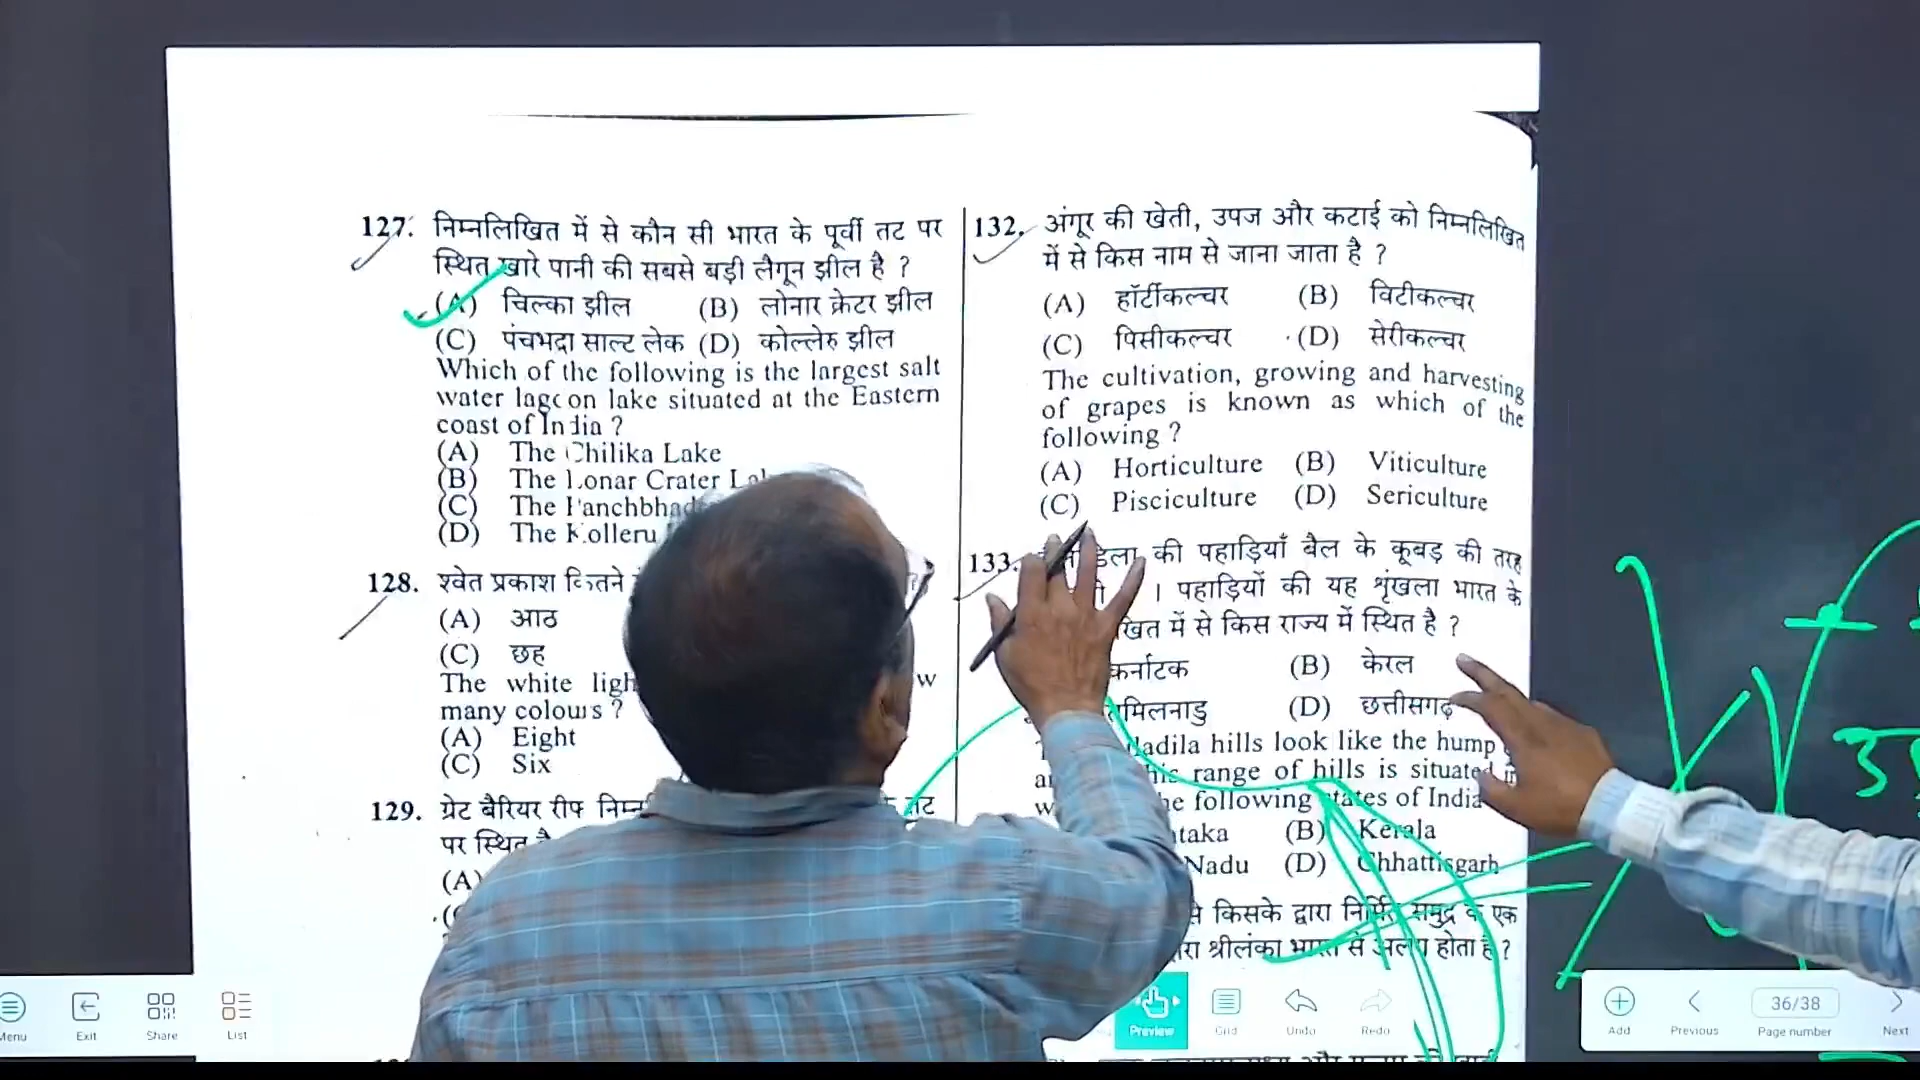 127. निम्नलिखित में से कौन सी भारत के पूर्वी तट पर
स्थित खारे पानी की सबसे बड़ी लैगून झील है ?
(A) चिल्का झील (B) लोनार क्रेटर झील
(C) पंचभद्रा साल्ट लेक (D) कोल्लेरु झील
Which of the following is the largest salt
water lagoon lake situated at the Eastern
coast of India ?
(A) The Chilika Lake
(B) The Lonar Crater
(C) The
(D) The Kolleru
128. श्वेत प्रकाश कितने
(A) आठ
(C) छह
The white
many colours ?
(A) Eight
(C) Six
129. ग्रेट बैरियर रीफ
पर स्थित
(A)
132. अंगूर की खेती, उपज और कटाई को निम्नलिखित
में से किस नाम से जाना जाता है ?
(A) हॉर्टीकल्चर (B) विटीकल्चर
(C) पिसीकल्चर (D) सेरीकल्चर
The cultivation, growing and harvesting
of grapes is known as which of the
following ?
(A) Horticulture (B) Viticulture
(C) Pisciculture (D) Sericulture
133. की पहाड़ियाँ बैल के कूबड़ की तरह
। पहाड़ियों की यह शृंखला भारत के
में से किस राज्य में स्थित है ?
कर्नाटक (B) केरल
(D) छत्तीसगढ़
hills look like the hump
range of hills is situated in
following states of India
(B) Kerala
Nadu (D) Chhattisgarh
किसके द्वारा निर्मित समुद्र के एक
श्रीलंका भारत से अलग होता है ?
Menu
Exit
Share
List
Preview
Grid
Undo
Redo
Add
Previous
36/38
Page number
Next